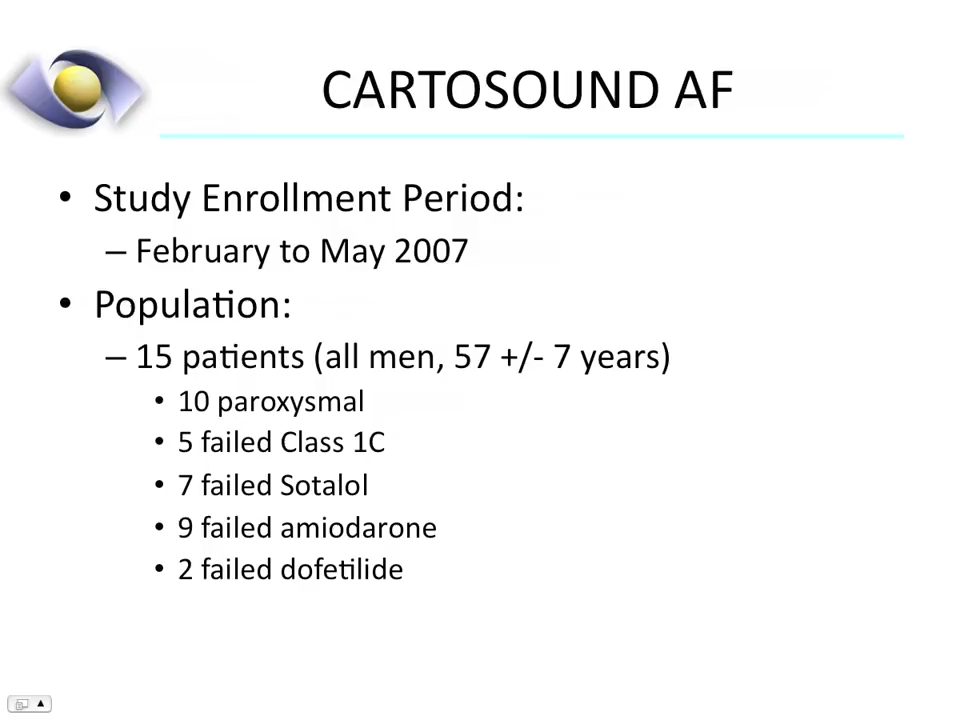 CARTOSOUND AF
• Study Enrollment Period:
– February to May 2007
• Population:
– 15 patients (all men, 57 +/- 7 years)
• 10 paroxysmal
• 5 failed Class 1C
• 7 failed Sotalol
• 9 failed amiodarone
• 2 failed dofetilide